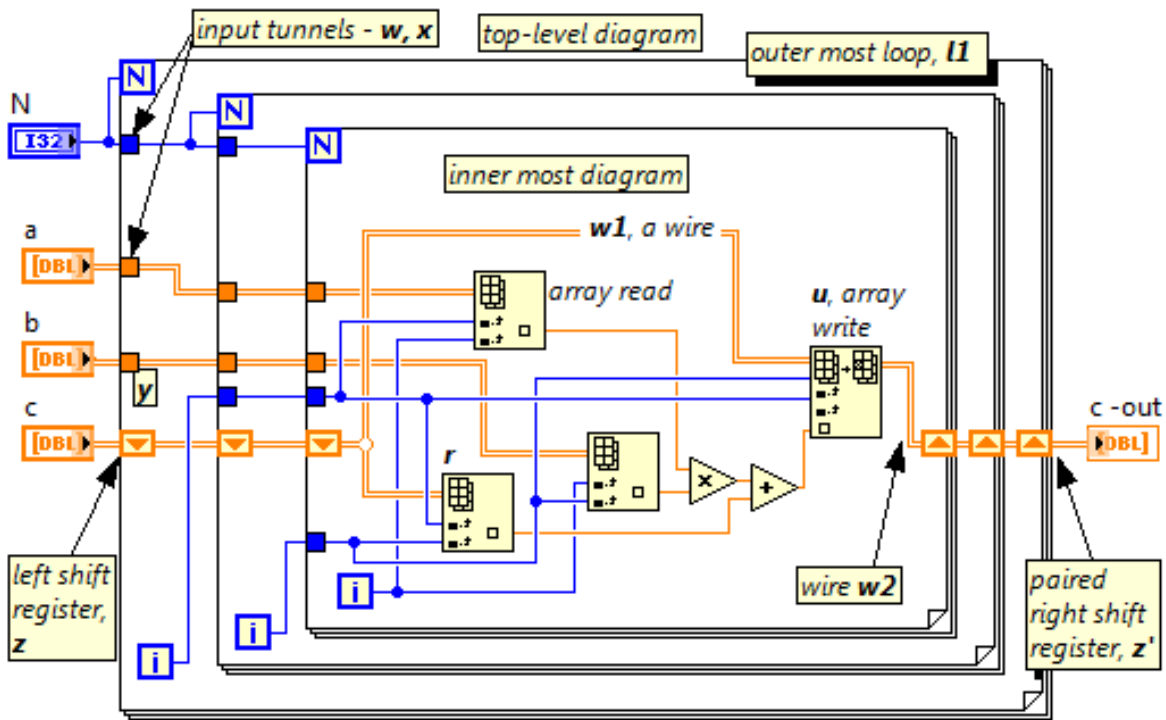 input tunnels - w, x
top-level diagram
outer most loop, l1
N
N
I32
N
N
inner most diagram
a
[DBL]
w1, a wire
array read
u, array
write
b
[DBL]
y
c
[DBL]
r
x
+
c -out
[DBL]
left shift
register,
z
i
i
i
wire w2
paired
right shift
register, z'